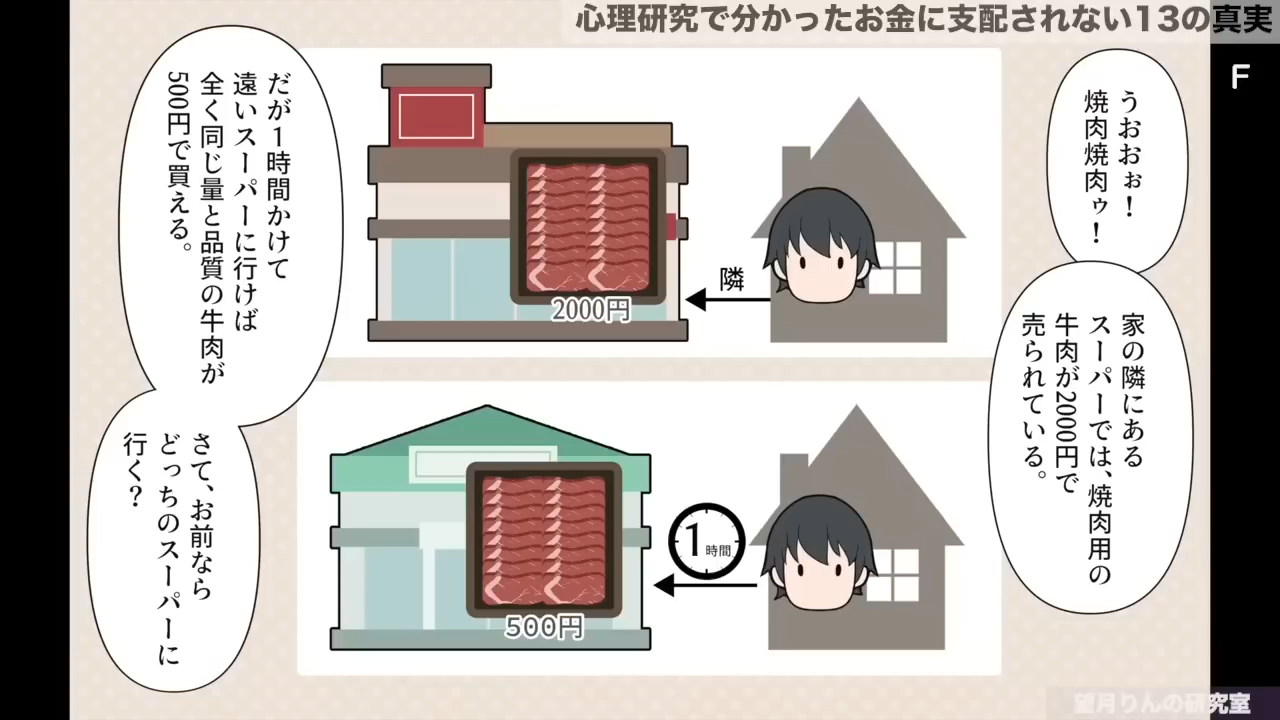 心理研究で分かったお金に支配されない13の真実
F
うおおぉ!
焼肉焼肉ゥ!
家の隣にある
スーパーでは、焼肉用の
牛肉が2000円で
売られている。
隣
2000円
だが1時間かけて
遠いスーパーに行けば
全く同じ量と品質の牛肉が
500円で買える。
さて、お前なら
どっちのスーパーに
行く?
1時間
500円
望月りんの研究室